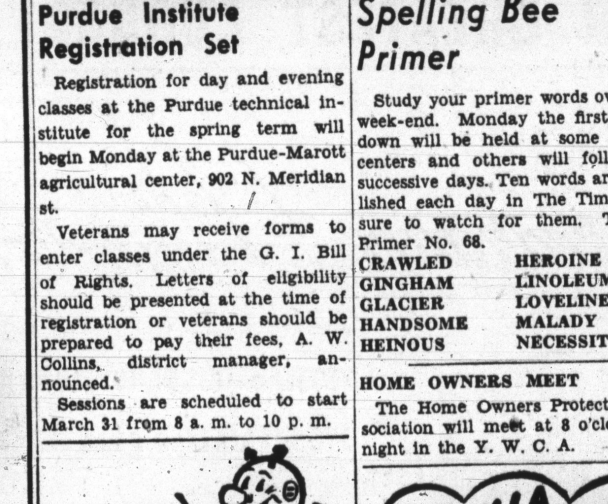 Purdue Institute
Registration Set
Registration for day and evening
classes at the Purdue technical in-
stitute for the spring term will
begin Monday at the Purdue-Marott
agricultural center, 902 N. Meridian
st.
Veterans may receive forms to
enter classes under the G. I. Bill
of Rights. Letters of eligibility
should be presented at the time of
registration or veterans should be
prepared to pay their fees, A. W.
Collins, district manager, an-
nounced.
Sessions are scheduled to start
March 31 from 8 a. m. to 10 p. m.
Spelling Bee
Primer
Study your primer words
week-end. Monday the first
down will be held at some
centers and others will
successive days. Ten words
lished each day in The
sure to watch for them.
Primer No. 68.
CRAWLED HEROINE
GINGHAM LINOLEUM
GLACIER
HANDSOME MALADY
HEINOUS
HOME OWNERS MEET
The Home Owners
sociation will meet at 8
night in the Y. W. C. A.